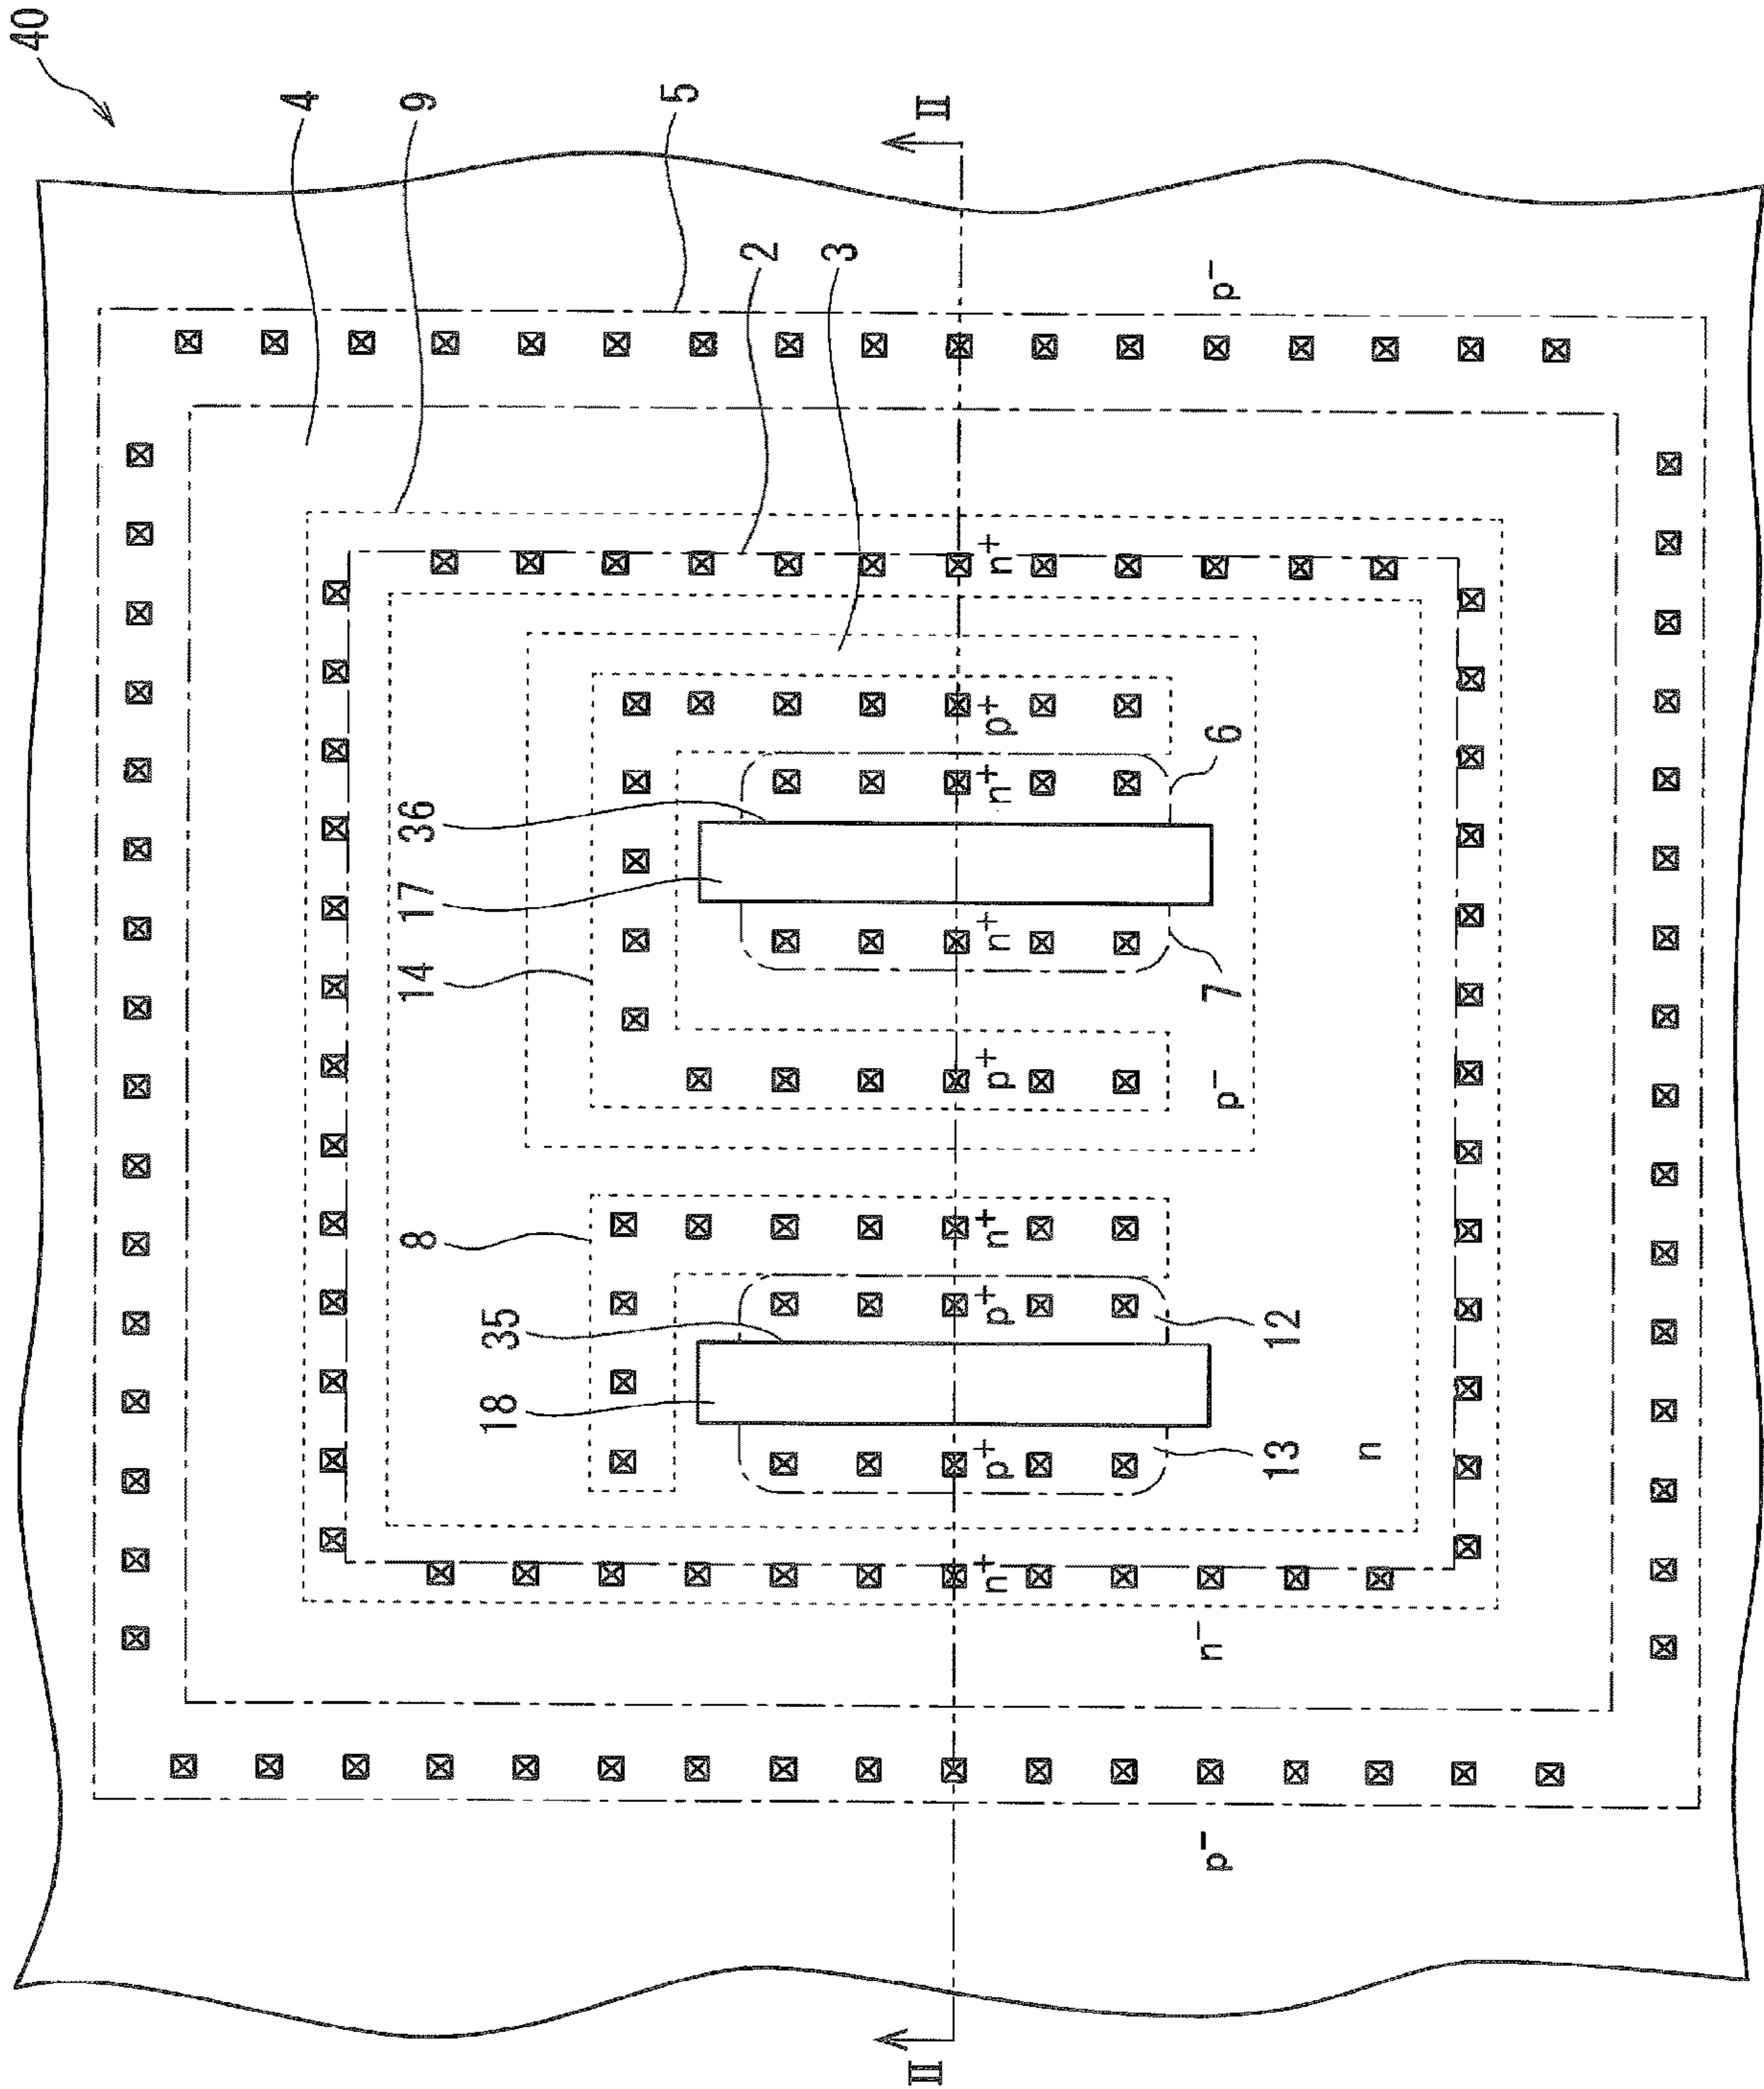 40
4
8 14 17 36 9
18 35
5
2
3
II II
n+ p+ p+ n+ p+ n+ n+ p+ n+
p- n- p- 7 6 p-
13 12
n